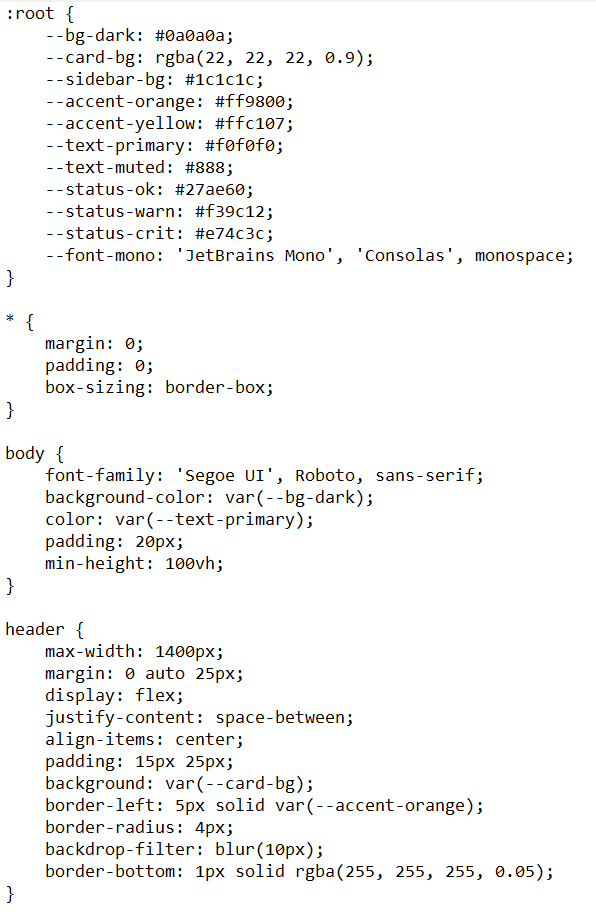 :root {
    --bg-dark: #0a0a0a;
    --card-bg: rgba(22, 22, 22, 0.9);
    --sidebar-bg: #1c1c1c;
    --accent-orange: #ff9800;
    --accent-yellow: #ffc107;
    --text-primary: #f0f0f0;
    --text-muted: #888;
    --status-ok: #27ae60;
    --status-warn: #f39c12;
    --status-crit: #e74c3c;
    --font-mono: 'JetBrains Mono', 'Consolas', monospace;
}

* {
    margin: 0;
    padding: 0;
    box-sizing: border-box;
}

body {
    font-family: 'Segoe UI', Roboto, sans-serif;
    background-color: var(--bg-dark);
    color: var(--text-primary);
    padding: 20px;
    min-height: 100vh;
}

header {
    max-width: 1400px;
    margin: 0 auto 25px;
    display: flex;
    justify-content: space-between;
    align-items: center;
    padding: 15px 25px;
    background: var(--card-bg);
    border-left: 5px solid var(--accent-orange);
    border-radius: 4px;
    backdrop-filter: blur(10px);
    border-bottom: 1px solid rgba(255, 255, 255, 0.05);
}